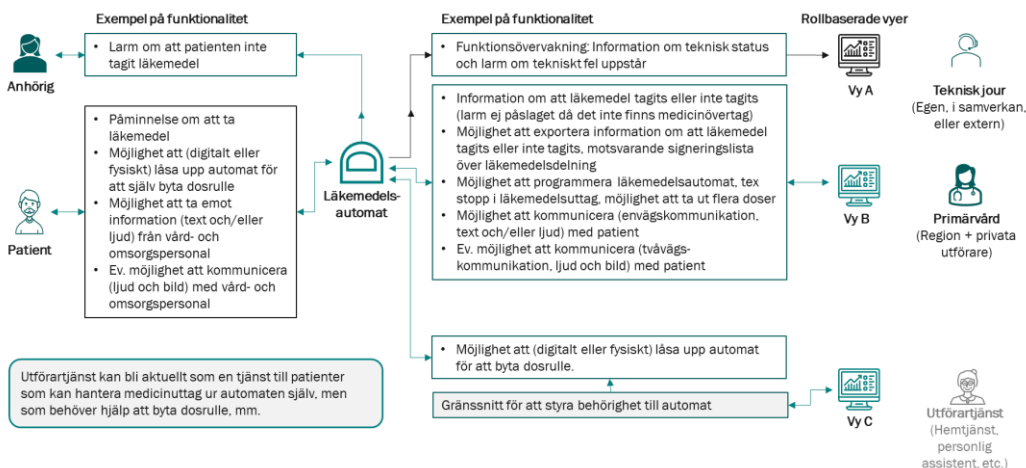 Exempel på funktionalitet
Exempel på funktionalitet
Rollbaserade vyer
Anhörig
• Larm om att patienten inte
tagit läkemedel
• Funktionsövervakning: Information om teknisk status
och larm om tekniskt fel uppstår
Vy A
Teknisk jour
(Egen, i samverkan,
eller extern)
Patient
• Påminnelse om att ta
läkemedel
• Möjlighet att (digitalt eller
fysiskt) låsa upp automat för
att själv byta dosrulle
• Möjlighet att ta emot
information (text och/eller
ljud) från vård- och
omsorgspersonal
• Ev. möjlighet att kommunicera
(ljud och bild) med vård- och
omsorgspersonal
Läkemedels-
automat
• Information om att läkemedel tagits eller inte tagits
(larm ej påslaget då det inte finns medicinövertag)
• Möjlighet att exportera information om att läkemedel
tagits eller inte tagits, motsvarande signeringslista
över läkemedelsdelning
• Möjlighet att programmera läkemedelsautomat, tex
stopp i läkemedelsuttag, möjlighet att ta ut flera doser
• Möjlighet att kommunicera (envägskommunikation,
text och/eller ljud) med patient
• Ev. möjlighet att kommunicera (tvåvägs-
kommunikation, ljud och bild) med patient
Vy B
Primärvård
(Region + privata
utförare)
• Möjlighet att (digitalt eller fysiskt) låsa upp automat
för att byta dosrulle.
Gränssnitt för att styra behörighet till automat
Vy C
Utförartjänst
(Hemtjänst,
personlig
assistent, etc.)
Utförartjänst kan bli aktuellt som en tjänst till patienter
som kan hantera medicinuttag ur automaten själv, men
som behöver hjälp att byta dosrulle, mm.